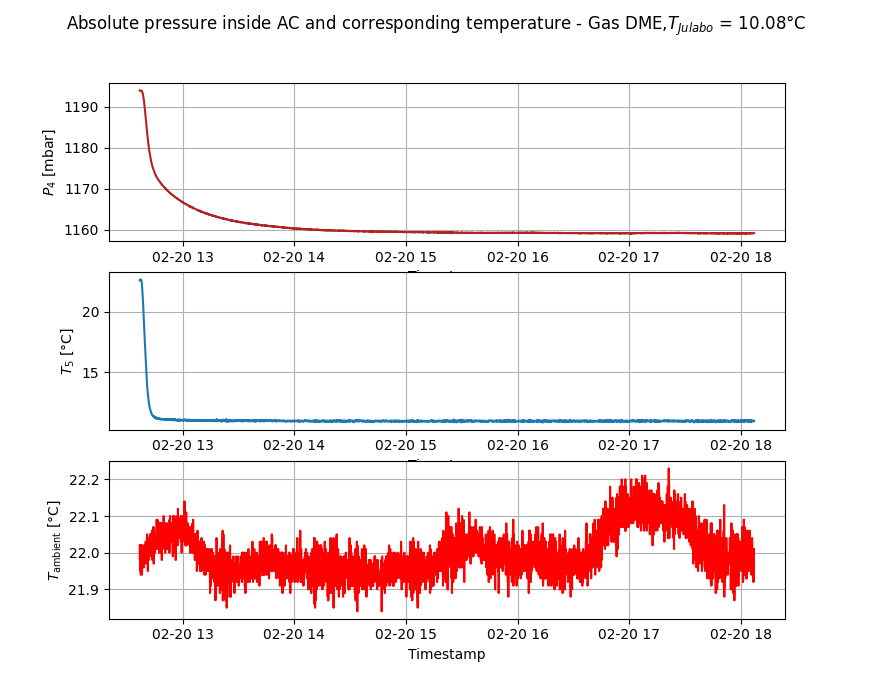 Absolute pressure inside AC and corresponding temperature - Gas DME,T_Julabo = 10.08°C
P_4 [mbar]
1190
1180
1170
1160
02-20 13 02-20 14 02-20 15 02-20 16 02-20 17 02-20 18
T_5 [°C]
20
15
02-20 13 02-20 14 02-20 15 02-20 16 02-20 17 02-20 18
T_ambient [°C]
22.2
22.1
22.0
21.9
02-20 13 02-20 14 02-20 15 02-20 16 02-20 17 02-20 18
Timestamp